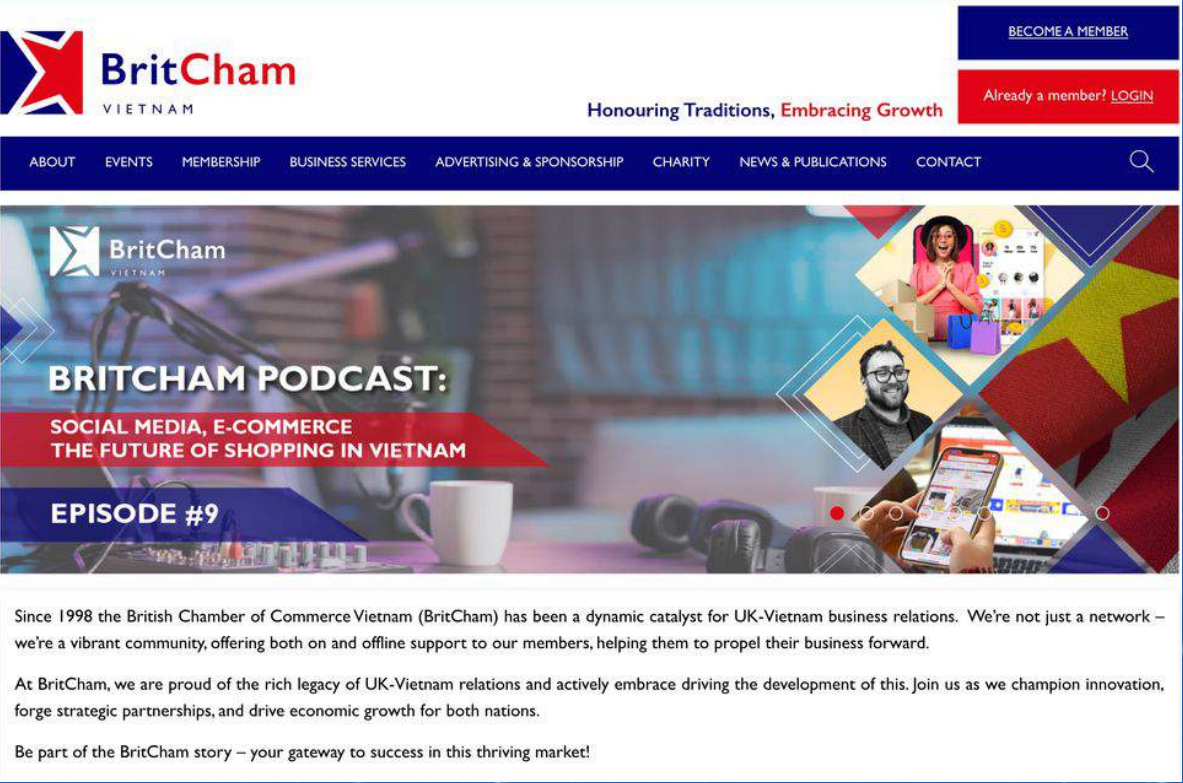 BECOME A MEMBER
BritCham
VIETNAM
Honouring Traditions, Embracing Growth
Already a member? LOGIN
ABOUT EVENTS MEMBERSHIP BUSINESS SERVICES ADVERTISING & SPONSORSHIP CHARITY NEWS & PUBLICATIONS CONTACT
BritCham
VIETNAM
BRITCHAM PODCAST:
SOCIAL MEDIA, E-COMMERCE
THE FUTURE OF SHOPPING IN VIETNAM
EPISODE #9
Since 1998 the British Chamber of Commerce Vietnam (BritCham) has been a dynamic catalyst for UK-Vietnam business relations. We're not just a network –
we're a vibrant community, offering both on and offline support to our members, helping them to propel their business forward.
At BritCham, we are proud of the rich legacy of UK-Vietnam relations and actively embrace driving the development of this. Join us as we champion innovation,
forge strategic partnerships, and drive economic growth for both nations.
Be part of the BritCham story – your gateway to success in this thriving market!